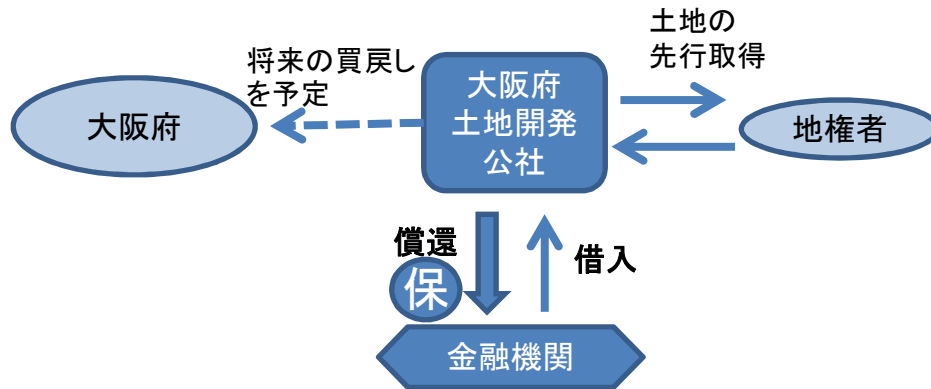 将来の買戻し
を予定
大阪府
大阪府
土地開発
公社
土地の
先行取得
地権者
償還
保
借入
金融機関